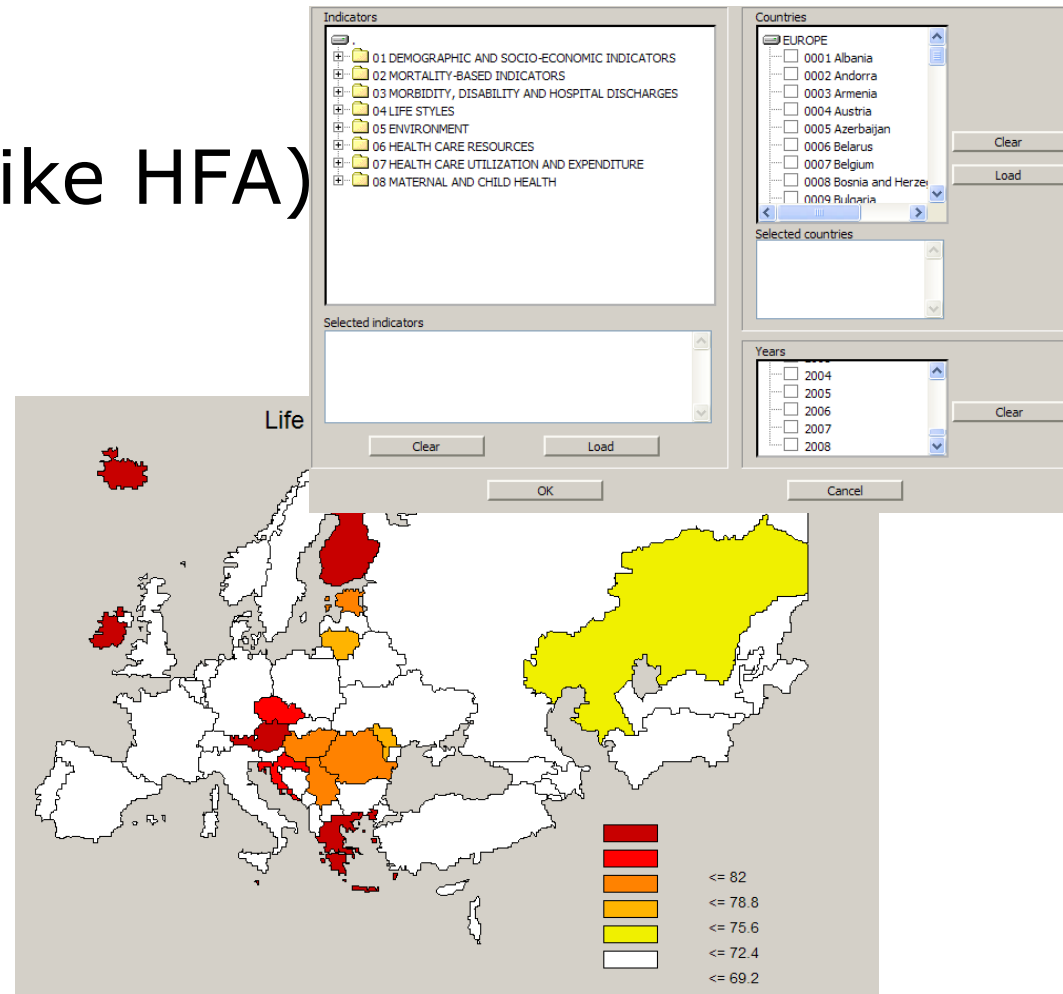 ike HFA)
Indicators
.
01 DEMOGRAPHIC AND SOCIO-ECONOMIC INDICATORS
02 MORTALITY-BASED INDICATORS
03 MORBIDITY, DISABILITY AND HOSPITAL DISCHARGES
04 LIFE STYLES
05 ENVIRONMENT
06 HEALTH CARE RESOURCES
07 HEALTH CARE UTILIZATION AND EXPENDITURE
08 MATERNAL AND CHILD HEALTH
Selected indicators
Clear
Load
Countries
EUROPE
0001 Albania
0002 Andorra
0003 Armenia
0004 Austria
0005 Azerbaijan
0006 Belarus
0007 Belgium
0008 Bosnia and Herze
0009 Bulgaria
Clear
Load
Selected countries
Years
2004
2005
2006
2007
2008
Clear
OK
Cancel
Life
<= 82
<= 78.8
<= 75.6
<= 72.4
<= 69.2